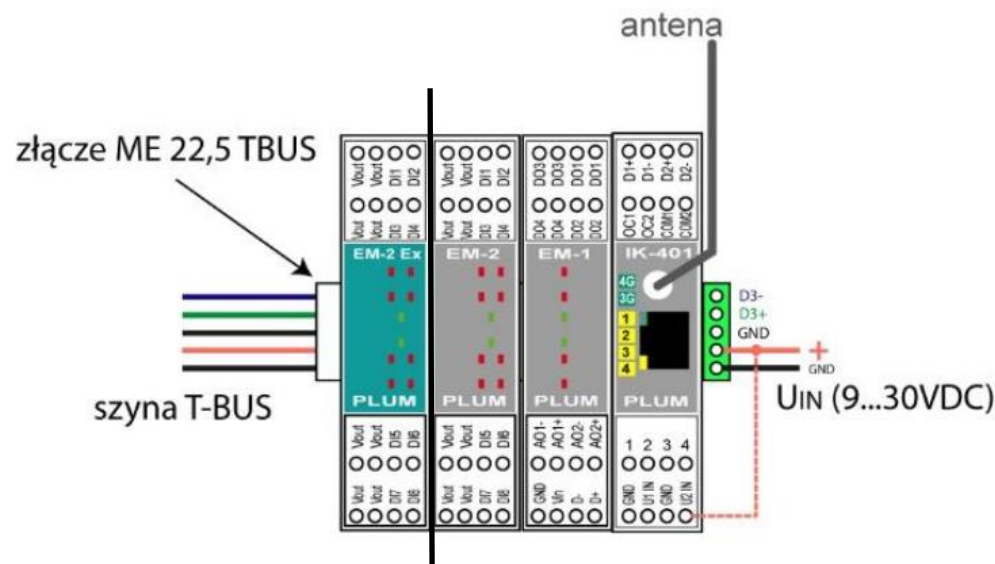 antena
złącze ME 22,5 TBUS
szyna T-BUS
Vout Vout DI1 DI2
Vout Vout DI3 DI4
EM-2 Ex
PLUM
Vout Vout DI5 DI6
Vout Vout DI7 DI8
Vout Vout DI1 DI2
Vout Vout DI3 DI4
EM-2
PLUM
Vout Vout DI5 DI6
Vout Vout DI7 DI8
DO3 DO3 DO1 DO1
DO4 DO4 DO2 DO2
EM-1
PLUM
AO1- AO1+ AO2- AO2+
GND Vin D- D+
D1+ D1- D2+ D2-
OC1 OC2 COM1 COM2
IK-401
4G
3G
1
2
3
4
PLUM
1 2 3 4
GND U1 IN GND U2 IN
D3-
D3+
GND
+
GND
UIN (9...30VDC)